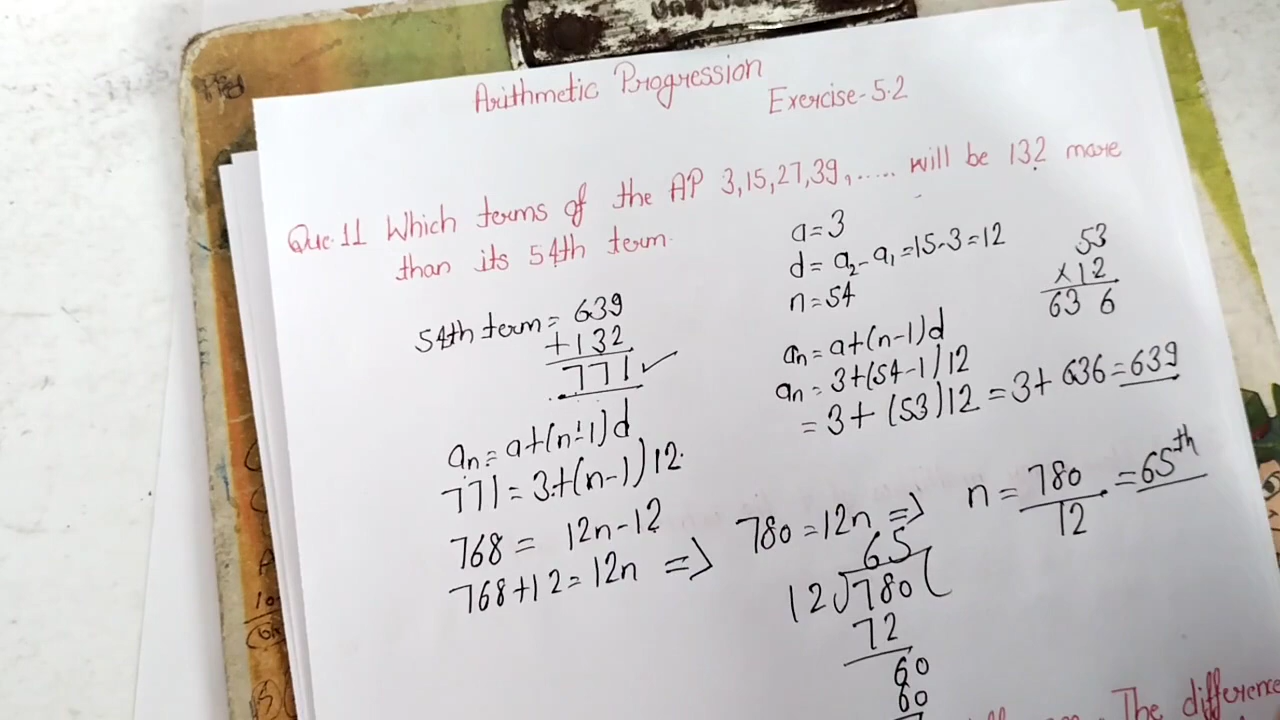 Arithmetic Progression
Exercise-5.2
Que.11 Which terms of the AP 3,15,27,39,..... will be 132 more
than its 54th term.
a=3
d= a₂-a₁=15-3=12
n=54
53
×12
636
54th term= 639
+132
771 ✓
aₙ= a+(n-1)d
aₙ= 3+(54-1)12
= 3+ (53)12 = 3+ 636=639
aₙ= a+(n-1)d
771= 3+(n-1)12
768= 12n-12
768+12=12n => 780=12n => n= 780/12 =65th
65
12)780(
72
60
60
The difference